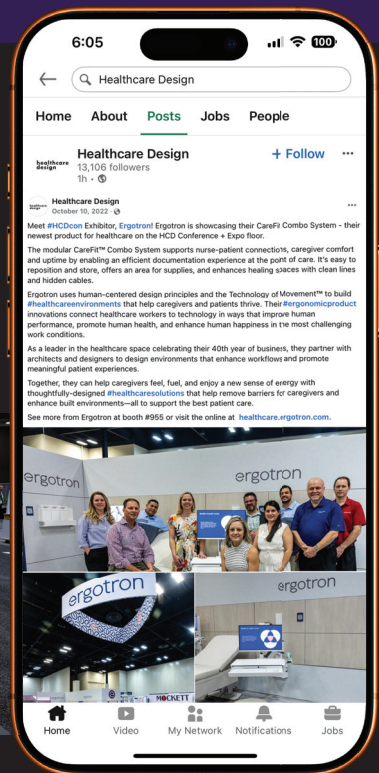 6:05
100
Healthcare Design
Home About Posts Jobs People
healthcare
design
Healthcare Design
13,106 followers
1h
+ Follow
Healthcare Design
October 10, 2022
Meet #HCDcon Exhibitor, Ergotron! Ergotron is showcasing their CareFit Combo System - their
newest product for healthcare on the HCD Conference + Expo floor.
The modular CareFit™ Combo System supports nurse-patient connections, caregiver comfort
and uptime by enabling an efficient documentation experience at the point of care. It's easy to
reposition and store, offers an area for supplies, and enhances healing spaces with clean lines
and hidden cables.
Ergotron uses human-centered design principles and the Technology of Movement™ to build
#healthcareenvironments that help caregivers and patients thrive. Their #ergonomicproduct
innovations connect healthcare workers to technology in ways that improve human
performance, promote human health, and enhance human happiness in the most challenging
work conditions.
As a leader in the healthcare space celebrating their 40th year of business, they partner with
architects and designers to design environments that enhance workflows and promote
meaningful patient experiences.
Together, they can help caregivers feel, fuel, and enjoy a new sense of energy with
thoughtfully-designed #healthcaresolutions that help remove barriers for caregivers and
enhance built environments—all to support the best patient care.
See more from Ergotron at booth #955 or visit the online at healthcare.ergotron.com.
ergotron
ergotron
ergotron
ergotron
MOCKETT
Home Video My Network Notifications Jobs